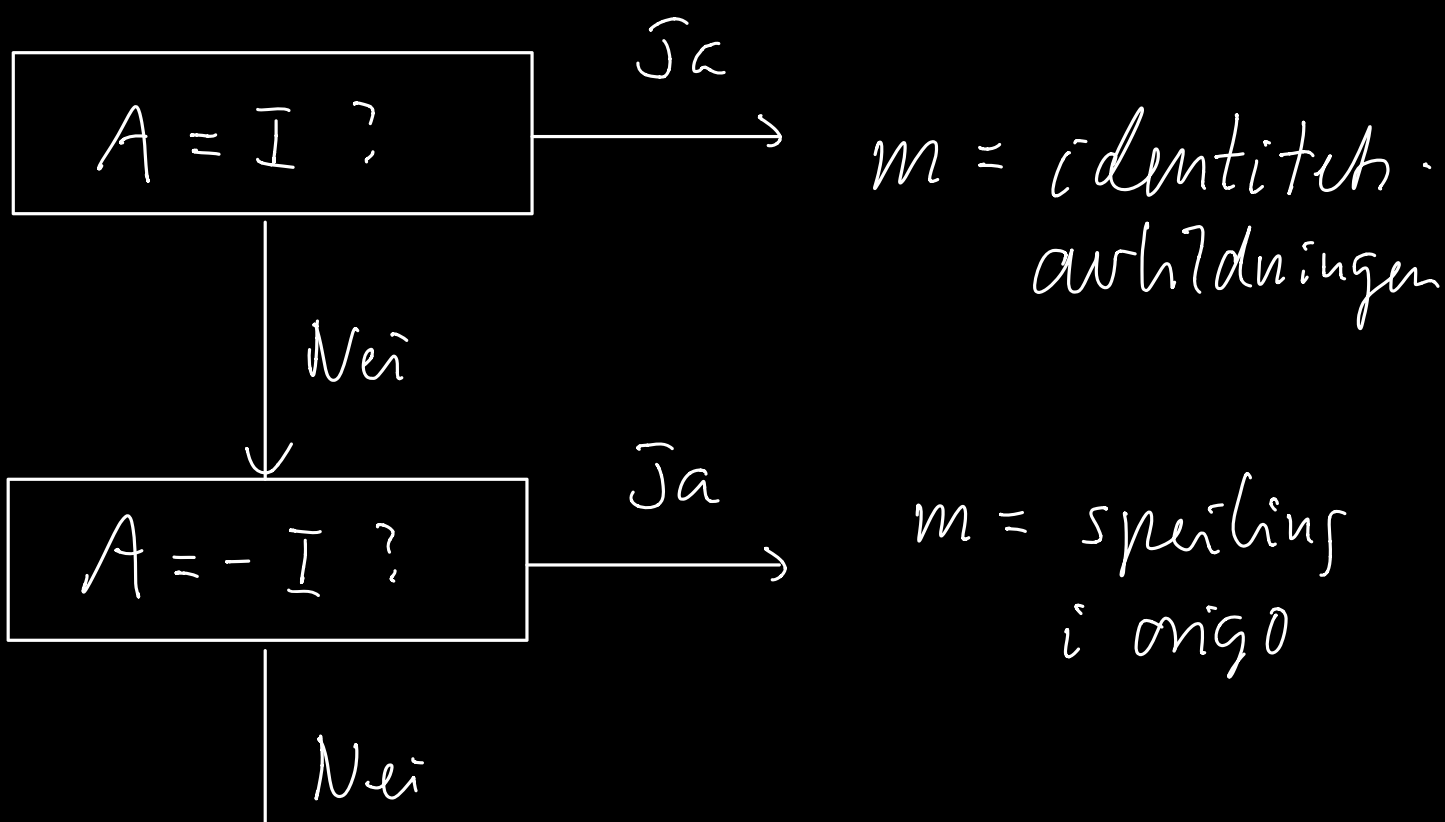 Ja
A = I ?
m = identitets-
avbildningen
Nei
Ja
A = - I ?
m = speiling
i origo
Nei